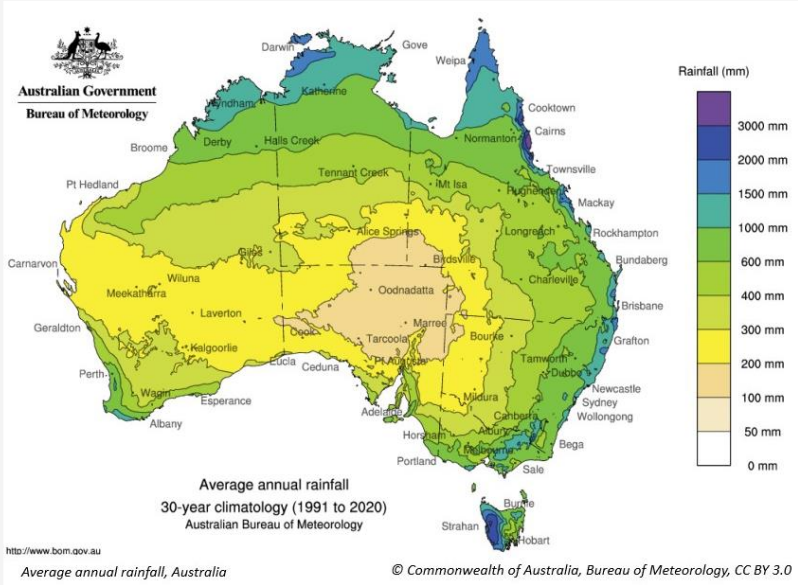 Australian Government
Bureau of Meteorology
Darwin
Gove
Weipa
Rainfall (mm)
Wyndham
Katherine
Cooktown
Cairns
3000 mm
Broome
Derby
Halls Creek
Normanton
2000 mm
Townsville
Tennant Creek
1500 mm
Pt Hedland
Mt Isa
Hughenden
Mackay
1000 mm
Alice Springs
Longreach
Rockhampton
600 mm
Carnarvon
Giles
Birdsville
Bundaberg
Wiluna
Charleville
400 mm
Meekatharra
Oodnadatta
Brisbane
300 mm
Geraldton
Laverton
Cook
Marree
Grafton
Kalgoorlie
Tarcoola
Bourke
200 mm
Eucla
Ceduna
Pt Augusta
Tamworth
Perth
Dubbo
Newcastle
100 mm
Wagin
Esperance
Mildura
Sydney
Albany
Adelaide
Canberra
Wollongong
50 mm
Horsham
Albury
Bega
Portland
Melbourne
Sale
0 mm
Average annual rainfall
30-year climatology (1991 to 2020)
Australian Bureau of Meteorology
Burnie
Strahan
Hobart
http://www.bom.gov.au
Average annual rainfall, Australia
© Commonwealth of Australia, Bureau of Meteorology, CC BY 3.0